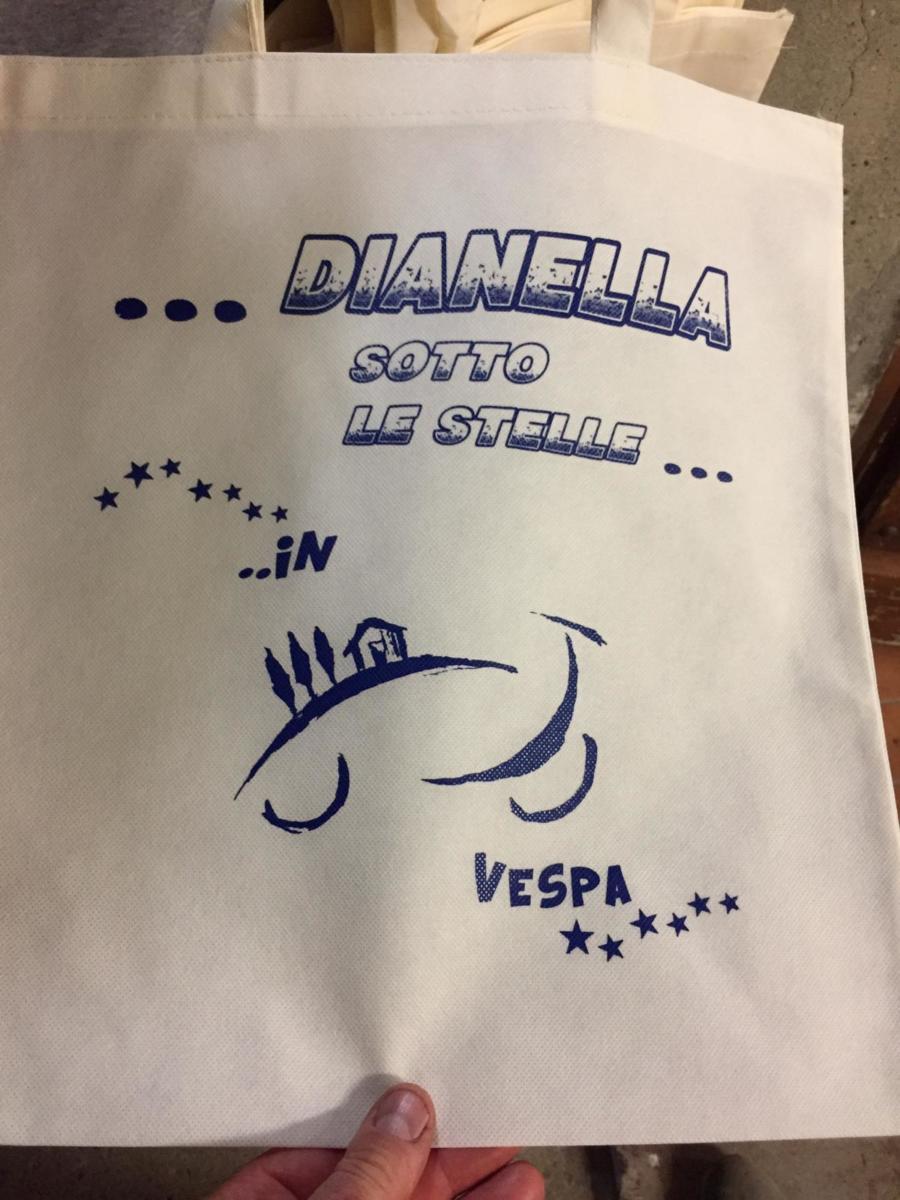 ... DIANELLA
SOTTO
LE STELLE ...
..iN
VESPA